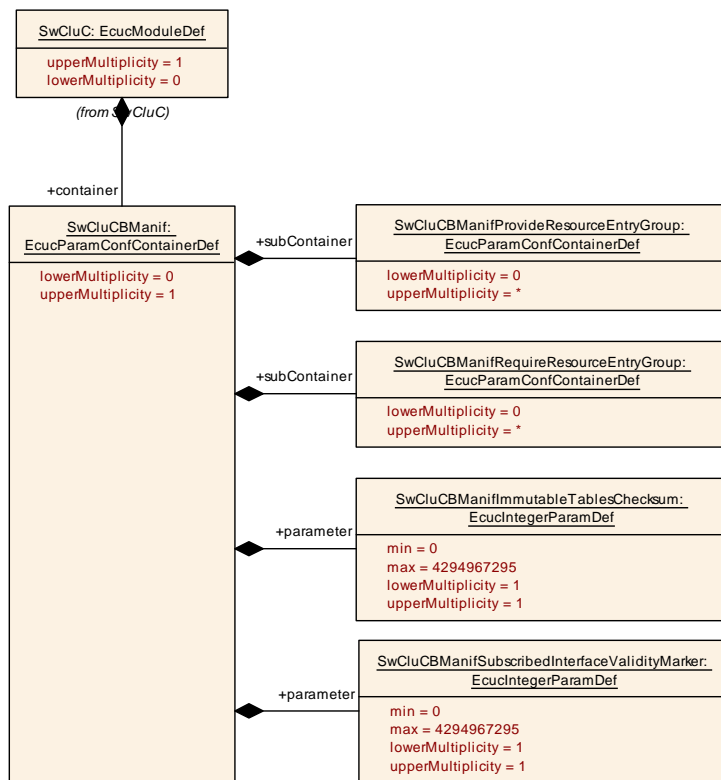 SwCluC: EcucModuleDef
upperMultiplicity = 1
lowerMultiplicity = 0
(from SwCluC)
+container
SwCluCBManif:
EcucParamConfContainerDef
lowerMultiplicity = 0
upperMultiplicity = 1
+subContainer
SwCluCBManifProvideResourceEntryGroup:
EcucParamConfContainerDef
lowerMultiplicity = 0
upperMultiplicity = *
+subContainer
SwCluCBManifRequireResourceEntryGroup:
EcucParamConfContainerDef
lowerMultiplicity = 0
upperMultiplicity = *
+parameter
SwCluCBManifImmutableTablesChecksum:
EcucIntegerParamDef
min = 0
max = 4294967295
lowerMultiplicity = 1
upperMultiplicity = 1
+parameter
SwCluCBManifSubscribedInterfaceValidityMarker:
EcucIntegerParamDef
min = 0
max = 4294967295
lowerMultiplicity = 1
upperMultiplicity = 1